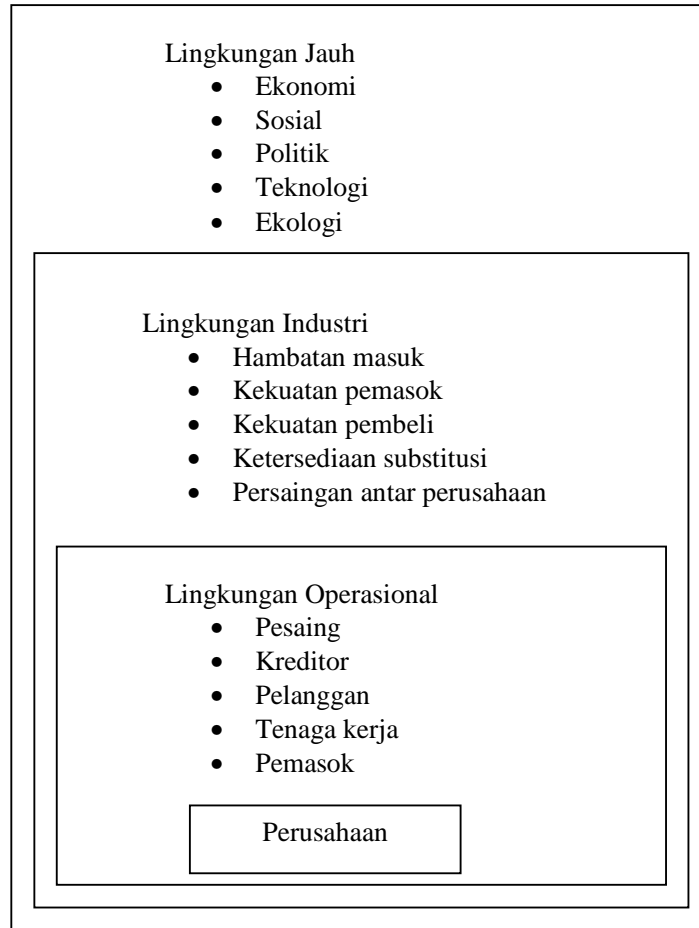 Lingkungan Jauh
• Ekonomi
• Sosial
• Politik
• Teknologi
• Ekologi
Lingkungan Industri
• Hambatan masuk
• Kekuatan pemasok
• Kekuatan pembeli
• Ketersediaan substitusi
• Persaingan antar perusahaan
Lingkungan Operasional
• Pesaing
• Kreditor
• Pelanggan
• Tenaga kerja
• Pemasok
Perusahaan